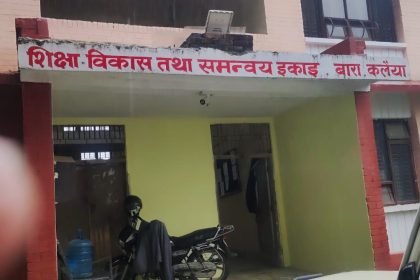 शिक्षा विकास तथा समन्वय इकाई . बारा, कलैया